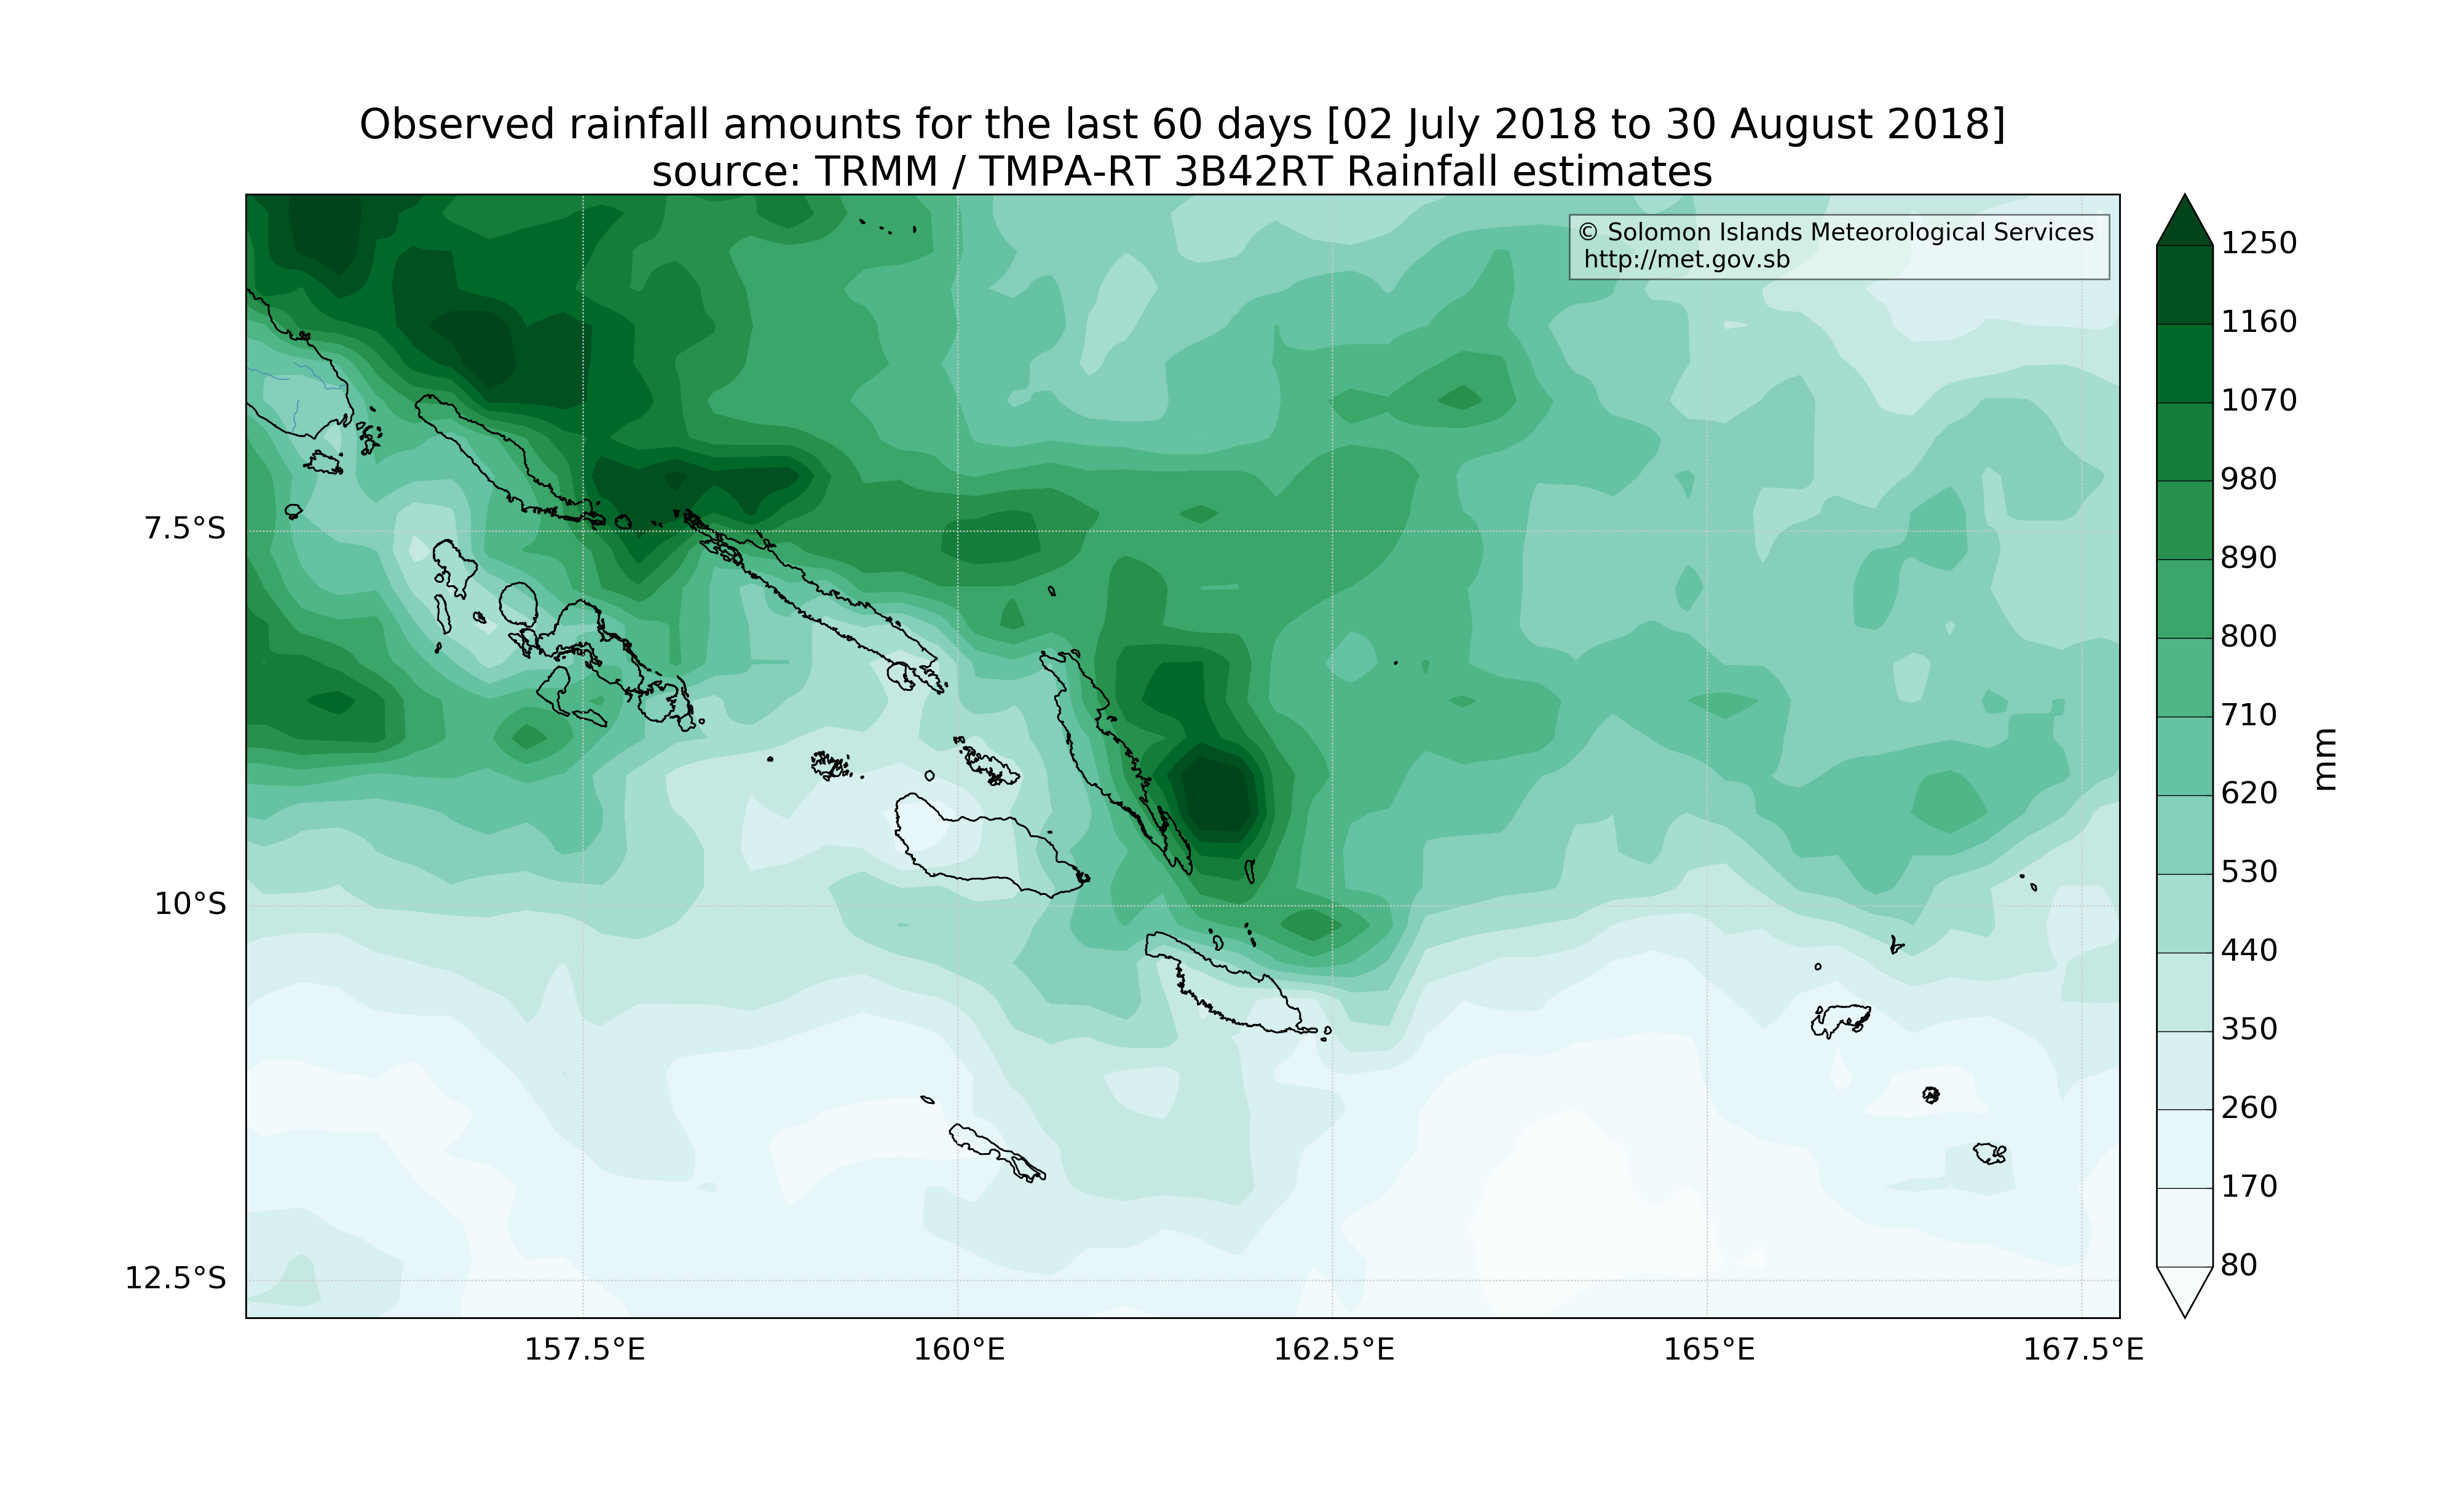 Observed rainfall amounts for the last 60 days [02 July 2018 to 30 August 2018]
source: TRMM / TMPA-RT 3B42RT Rainfall estimates
© Solomon Islands Meteorological Services
http://met.gov.sb
7.5°S
10°S
12.5°S
157.5°E
160°E
162.5°E
165°E
167.5°E
1250
1160
1070
980
890
800
710
620
530
440
350
260
170
80
mm